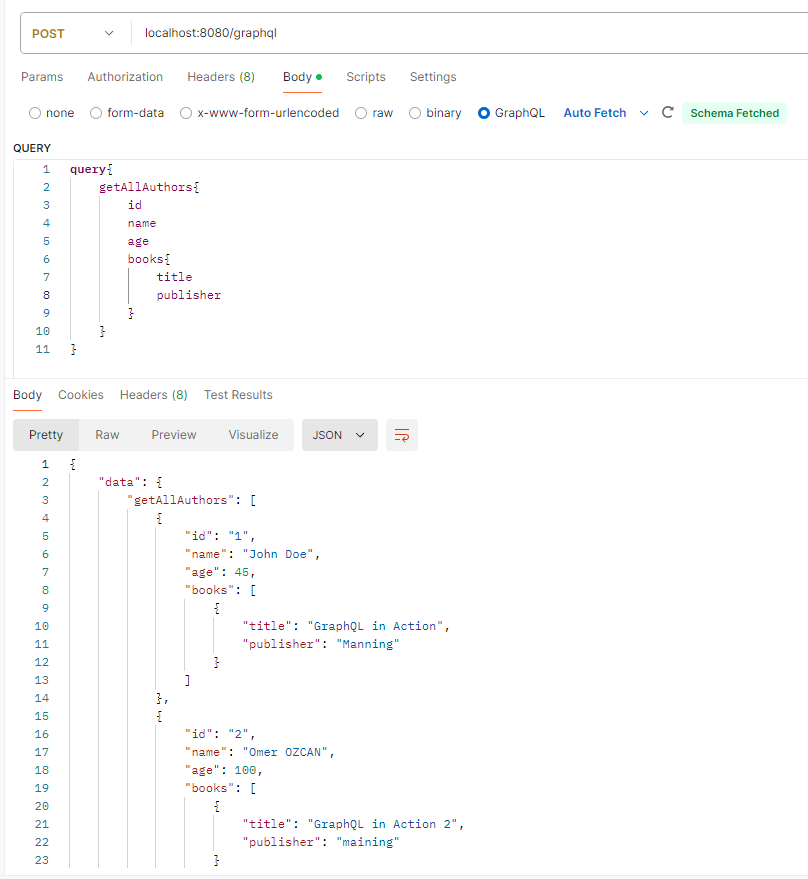 POST localhost:8080/graphql
Params Authorization Headers (8) Body Scripts Settings
none form-data x-www-form-urlencoded raw binary GraphQL Auto Fetch Schema Fetched
QUERY
1 query{
2 getAllAuthors{
3 id
4 name
5 age
6 books{
7 title
8 publisher
9 }
10 }
11 }
Body Cookies Headers (8) Test Results
Pretty Raw Preview Visualize JSON
1 {
2 "data": {
3 "getAllAuthors": [
4 {
5 "id": "1",
6 "name": "John Doe",
7 "age": 45,
8 "books": [
9 {
10 "title": "GraphQL in Action",
11 "publisher": "Manning"
12 }
13 ]
14 },
15 {
16 "id": "2",
17 "name": "Omer OZCAN",
18 "age": 100,
19 "books": [
20 {
21 "title": "GraphQL in Action 2",
22 "publisher": "maining"
23 }